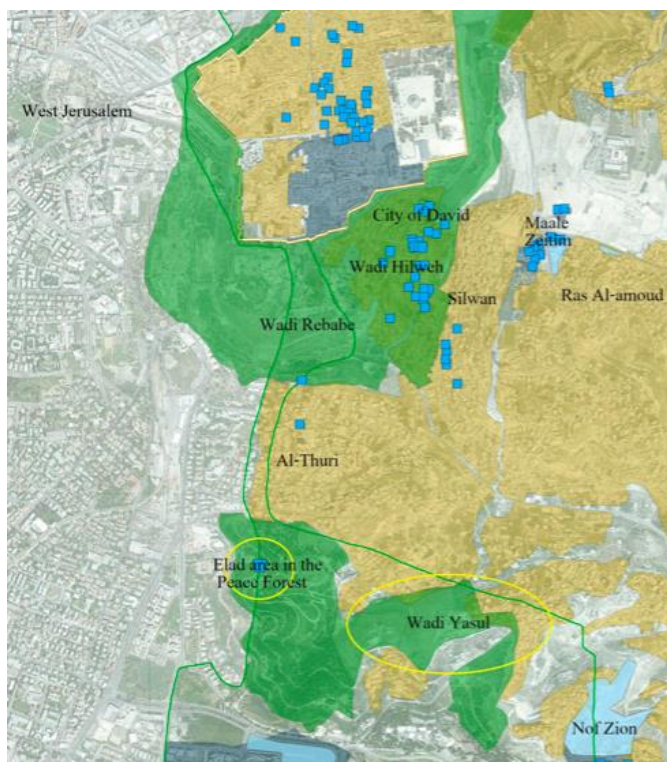 West Jerusalem
City of David
Maale
Zeitim
Wadi Hilweh
Silwan
Ras Al-amoud
Wadi Rebabe
Al-Thuri
Elad area in the
Peace Forest
Wadi Yasul
Nof Zion